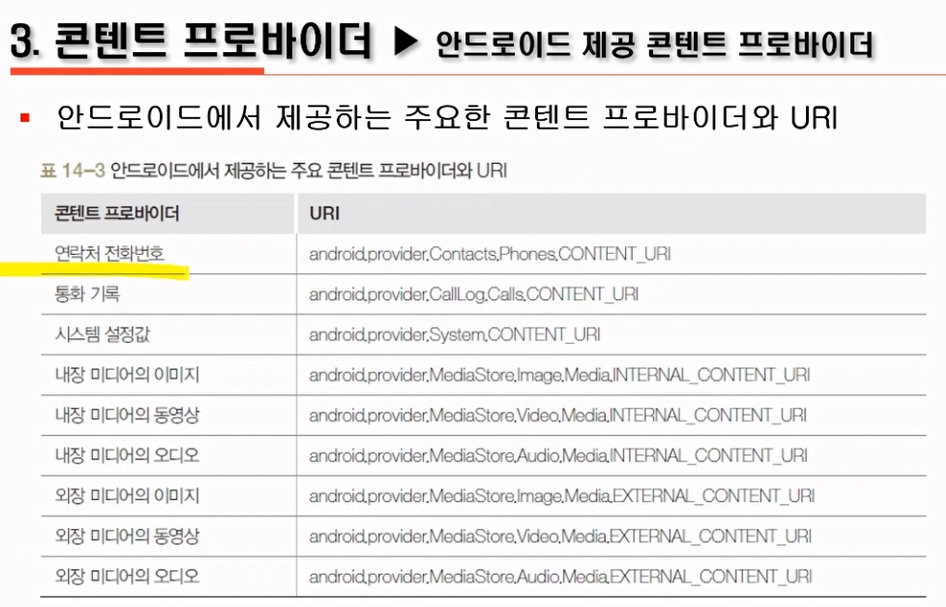 3. 콘텐트 프로바이더 ▶ 안드로이드 제공 콘텐트 프로바이더
▪ 안드로이드에서 제공하는 주요한 콘텐트 프로바이더와 URI
표 14-3 안드로이드에서 제공하는 주요 콘텐트 프로바이더와 URI
콘텐트 프로바이더 URI
연락처 전화번호 android.provider.Contacts.Phones.CONTENT_URI
통화 기록 android.provider.CallLog.Calls.CONTENT_URI
시스템 설정값 android.provider.System.CONTENT_URI
내장 미디어의 이미지 android.provider.MediaStore.Image.Media.INTERNAL_CONTENT_URI
내장 미디어의 동영상 android.provider.MediaStore.Video.Media.INTERNAL_CONTENT_URI
내장 미디어의 오디오 android.provider.MediaStore.Audio.Media.INTERNAL_CONTENT_URI
외장 미디어의 이미지 android.provider.MediaStore.Image.Media.EXTERNAL_CONTENT_URI
외장 미디어의 동영상 android.provider.MediaStore.Video.Media.EXTERNAL_CONTENT_URI
외장 미디어의 오디오 android.provider.MediaStore.Audio.Media.EXTERNAL_CONTENT_URI